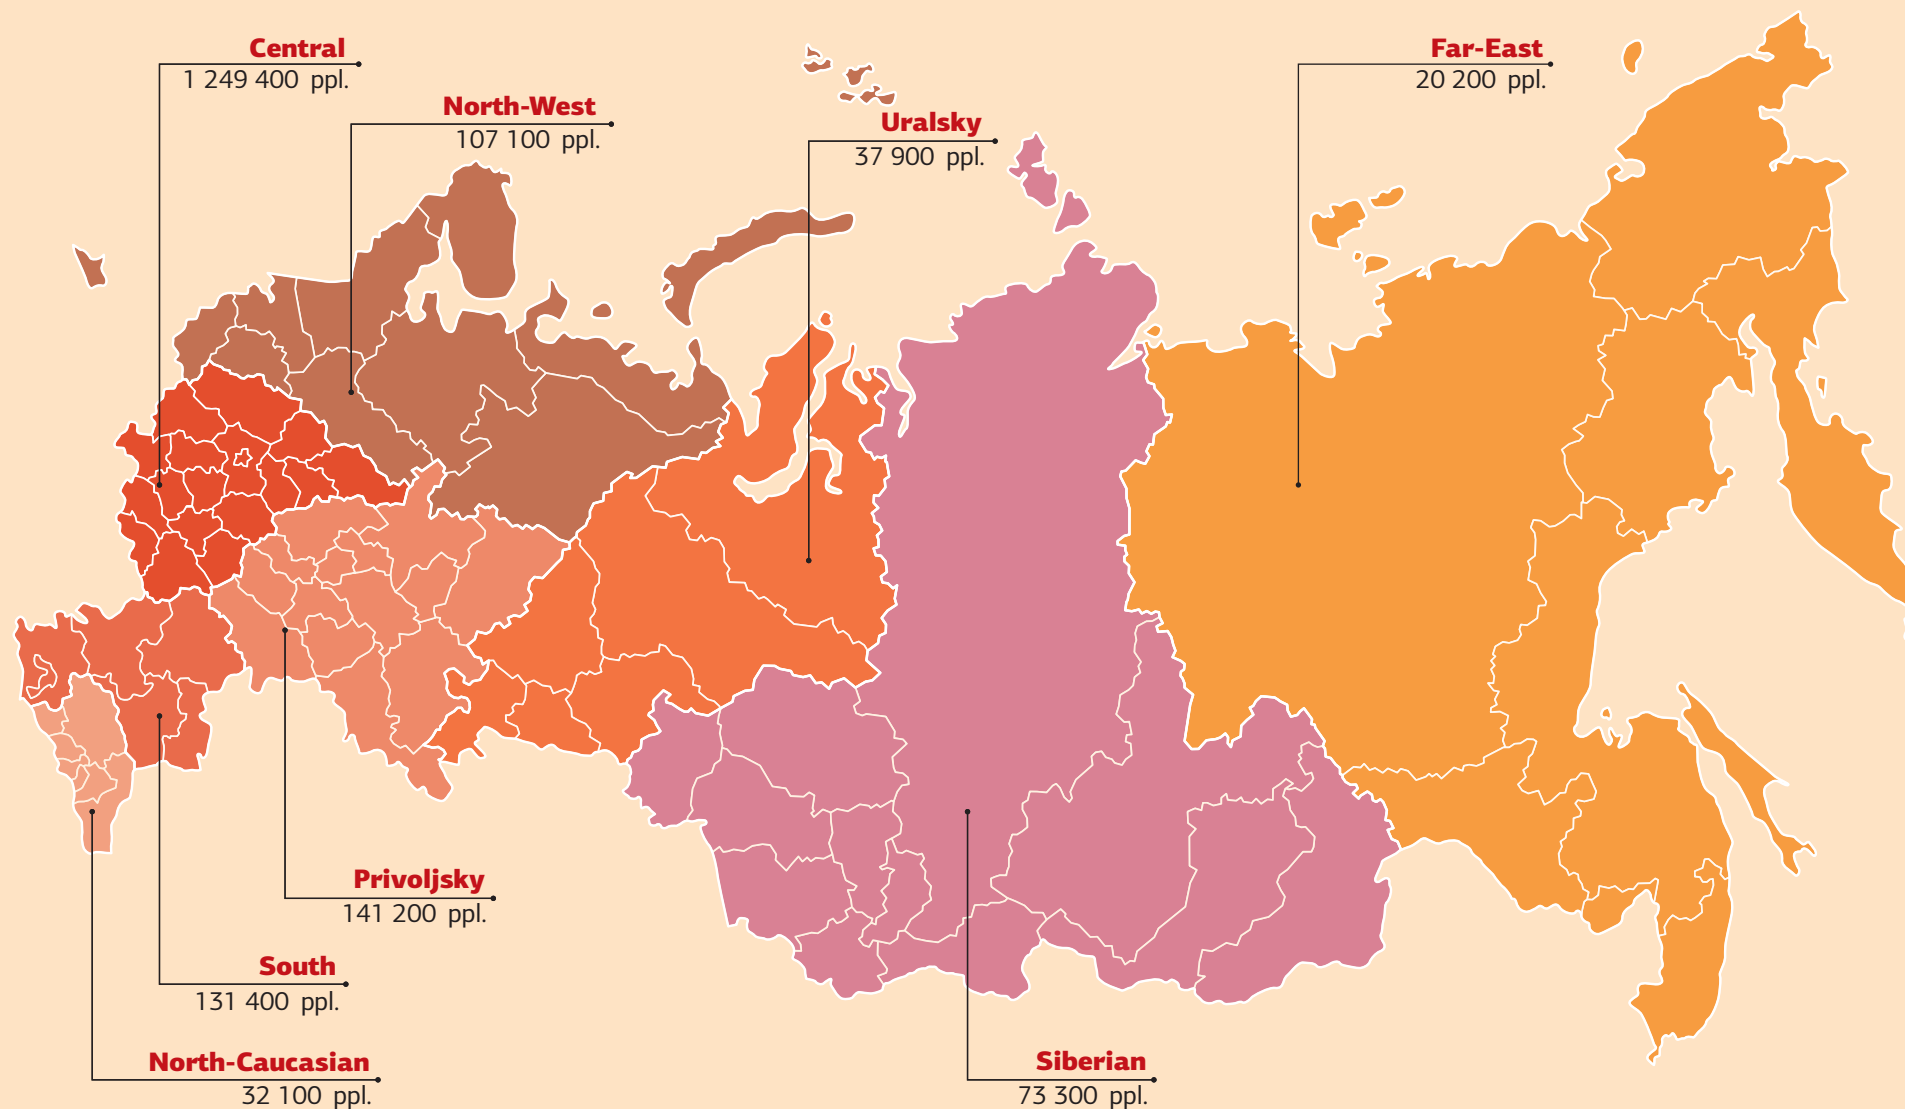 Central
1 249 400 ppl.
North-West
107 100 ppl.
Uralsky
37 900 ppl.
Far-East
20 200 ppl.
Privoljsky
141 200 ppl.
South
131 400 ppl.
North-Caucasian
32 100 ppl.
Siberian
73 300 ppl.